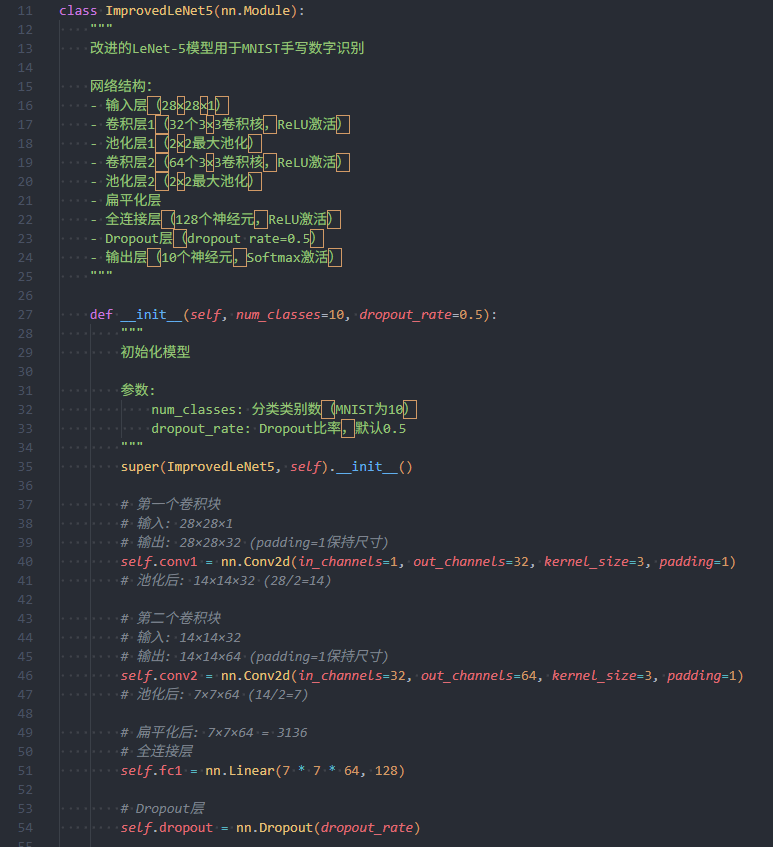 11 class ImprovedLeNet5(nn.Module):
12 """
13 改进的LeNet-5模型用于MNIST手写数字识别
14
15 网络结构：
16 - 输入层（28×28×1）
17 - 卷积层1（32个3×3卷积核，ReLU激活）
18 - 池化层1（2×2最大池化）
19 - 卷积层2（64个3×3卷积核，ReLU激活）
20 - 池化层2（2×2最大池化）
21 - 扁平化层
22 - 全连接层（128个神经元，ReLU激活）
23 - Dropout层（dropout rate=0.5）
24 - 输出层（10个神经元，Softmax激活）
25 """
26
27 def __init__(self, num_classes=10, dropout_rate=0.5):
28 """
29 初始化模型
30
31 参数:
32 num_classes: 分类类别数（MNIST为10）
33 dropout_rate: Dropout比率，默认0.5
34 """
35 super(ImprovedLeNet5, self).__init__()
36
37 # 第一个卷积块
38 # 输入: 28×28×1
39 # 输出: 28×28×32 (padding=1保持尺寸)
40 self.conv1 = nn.Conv2d(in_channels=1, out_channels=32, kernel_size=3, padding=1)
41 # 池化后: 14×14×32 (28/2=14)
42
43 # 第二个卷积块
44 # 输入: 14×14×32
45 # 输出: 14×14×64 (padding=1保持尺寸)
46 self.conv2 = nn.Conv2d(in_channels=32, out_channels=64, kernel_size=3, padding=1)
47 # 池化后: 7×7×64 (14/2=7)
48
49 # 扁平化后: 7×7×64 = 3136
50 # 全连接层
51 self.fc1 = nn.Linear(7 * 7 * 64, 128)
52
53 # Dropout层
54 self.dropout = nn.Dropout(dropout_rate)